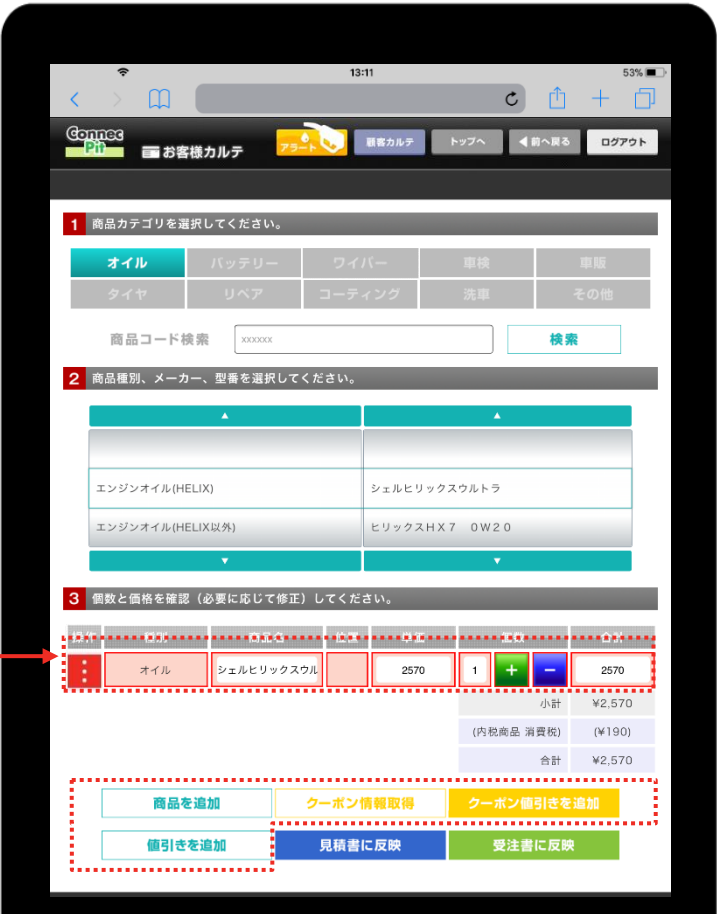 13:11
53%
Connec
Pit
お客様カルテ
アラート
顧客カルテ
トップへ
前へ戻る
ログアウト
1 商品カテゴリを選択してください。
オイル バッテリー ワイパー 車検 車販
タイヤ リペア コーティング 洗車 その他
商品コード検索 xxxxxx 検索
2 商品種別、メーカー、型番を選択してください。
▲ ▲
エンジンオイル(HELIX) シェルヒリックスウルトラ
エンジンオイル(HELIX以外) ヒリックスHX7 0W20
▼ ▼
3 個数と価格を確認（必要に応じて修正）してください。
操作 種別 商品名 位置 単価 合計
オイル シェルヒリックスウル 2570 1 + − 2570
小計 ¥2,570
(内税商品 消費税) (¥190)
合計 ¥2,570
商品を追加 クーポン情報取得 クーポン値引きを追加
値引きを追加 見積書に反映 受注書に反映